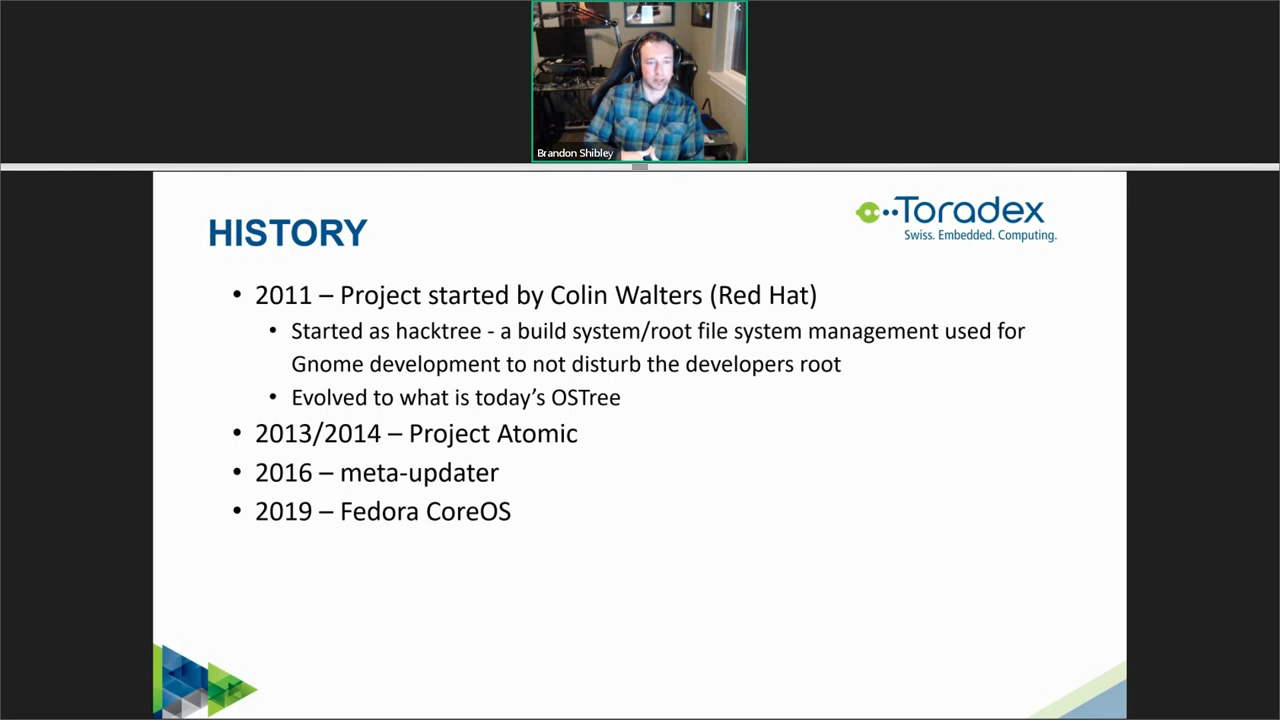 Brandon Shibley
HISTORY
Toradex
Swiss. Embedded. Computing.
• 2011 – Project started by Colin Walters (Red Hat)
• Started as hacktree - a build system/root file system management used for
Gnome development to not disturb the developers root
• Evolved to what is today’s OSTree
• 2013/2014 – Project Atomic
• 2016 – meta-updater
• 2019 – Fedora CoreOS